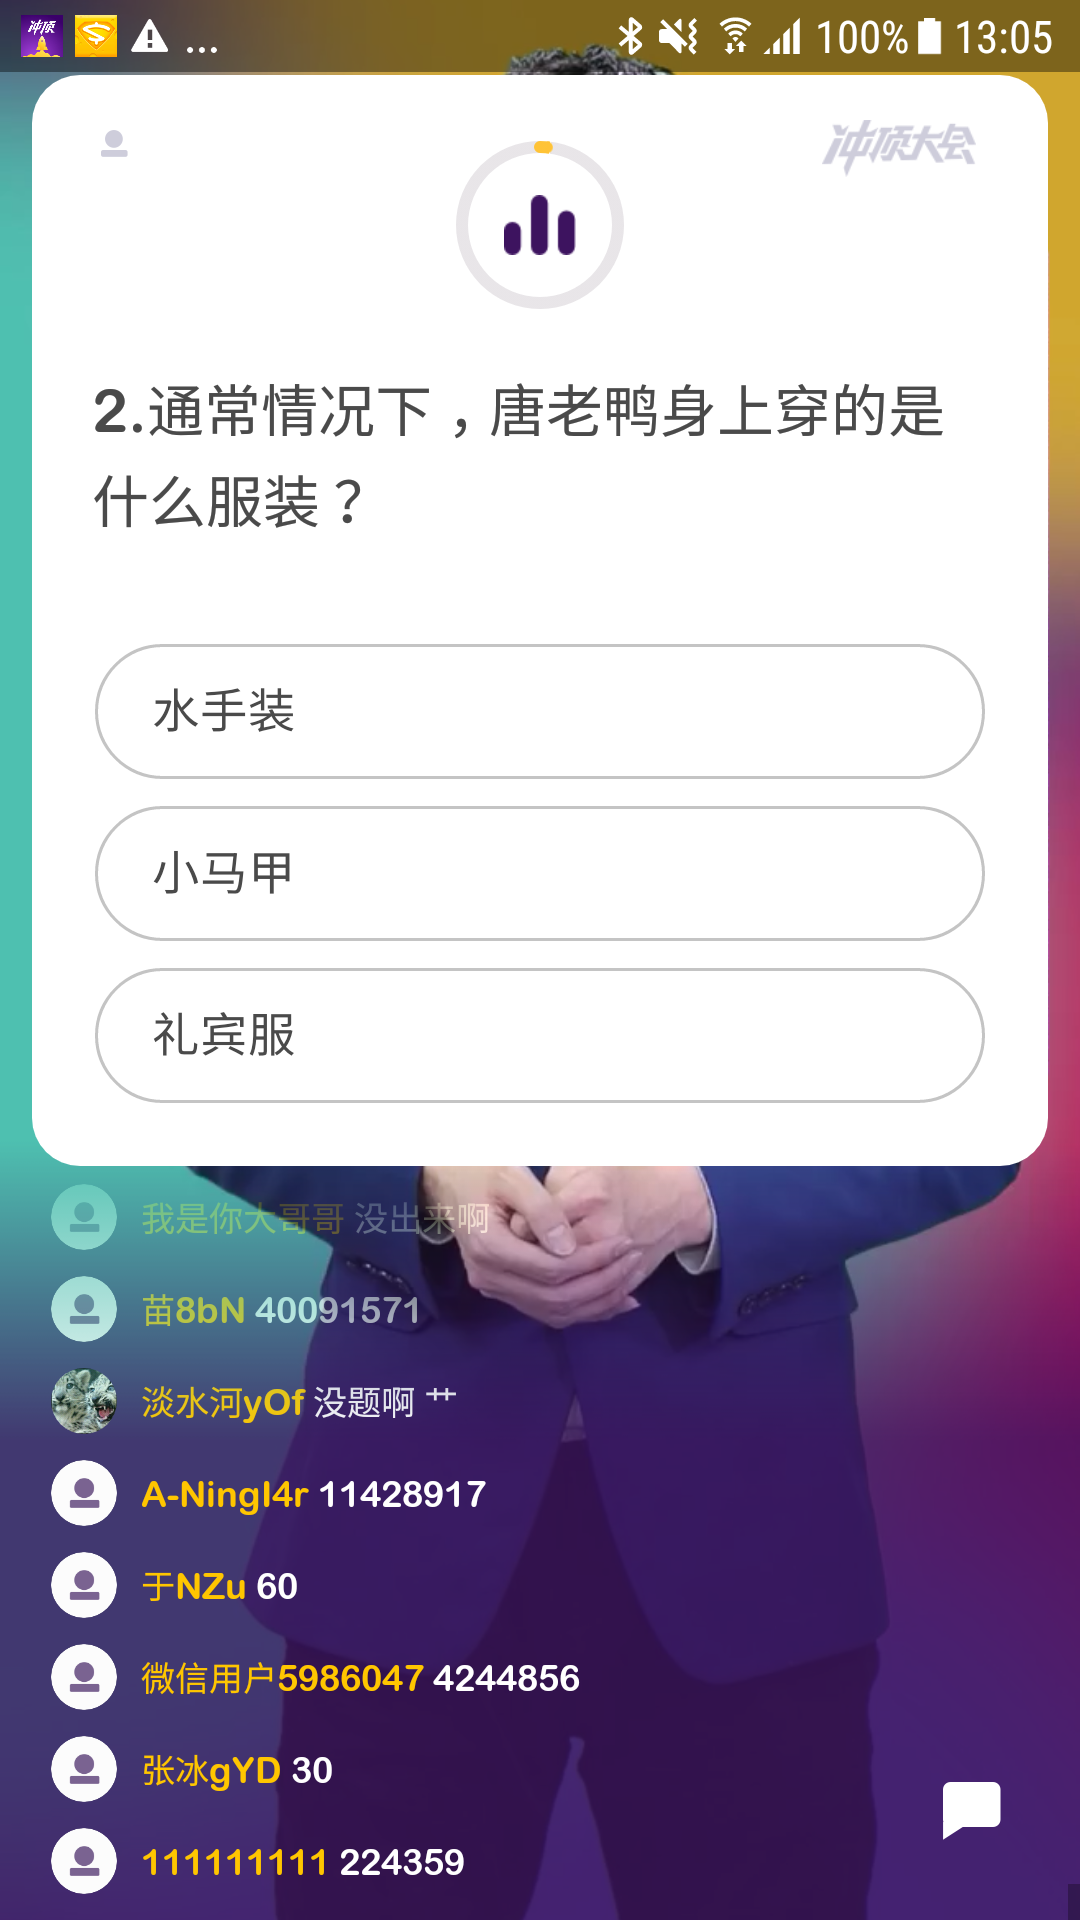 冲顶
... 100% 13:05
冲顶大会
2.通常情况下，唐老鸭身上穿的是
什么服装？
水手装
小马甲
礼宾服
我是你大哥哥 没出来啊
苗8bN 40091571
淡水河yOf 没题啊 艹
A-NingI4r 11428917
于NZu 60
微信用户5986047 4244856
张冰gYD 30
111111111 224359